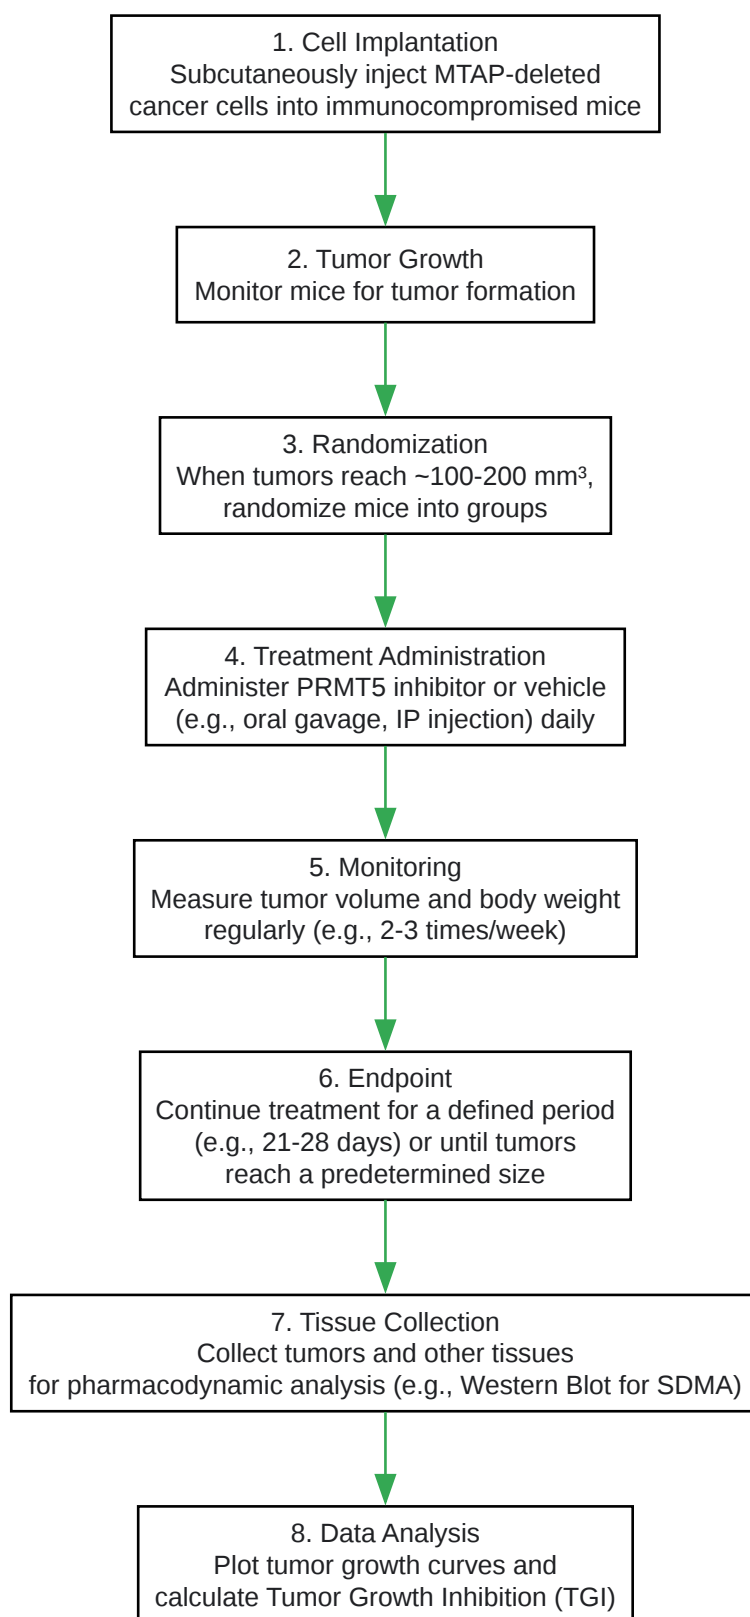 1. Cell Implantation
Subcutaneously inject MTAP-deleted
cancer cells into immunocompromised mice
2. Tumor Growth
Monitor mice for tumor formation
3. Randomization
When tumors reach ~100-200 mm³,
randomize mice into groups
4. Treatment Administration
Administer PRMT5 inhibitor or vehicle
(e.g., oral gavage, IP injection) daily
5. Monitoring
Measure tumor volume and body weight
regularly (e.g., 2-3 times/week)
6. Endpoint
Continue treatment for a defined period
(e.g., 21-28 days) or until tumors
reach a predetermined size
7. Tissue Collection
Collect tumors and other tissues
for pharmacodynamic analysis (e.g., Western Blot for SDMA)
8. Data Analysis
Plot tumor growth curves and
calculate Tumor Growth Inhibition (TGI)